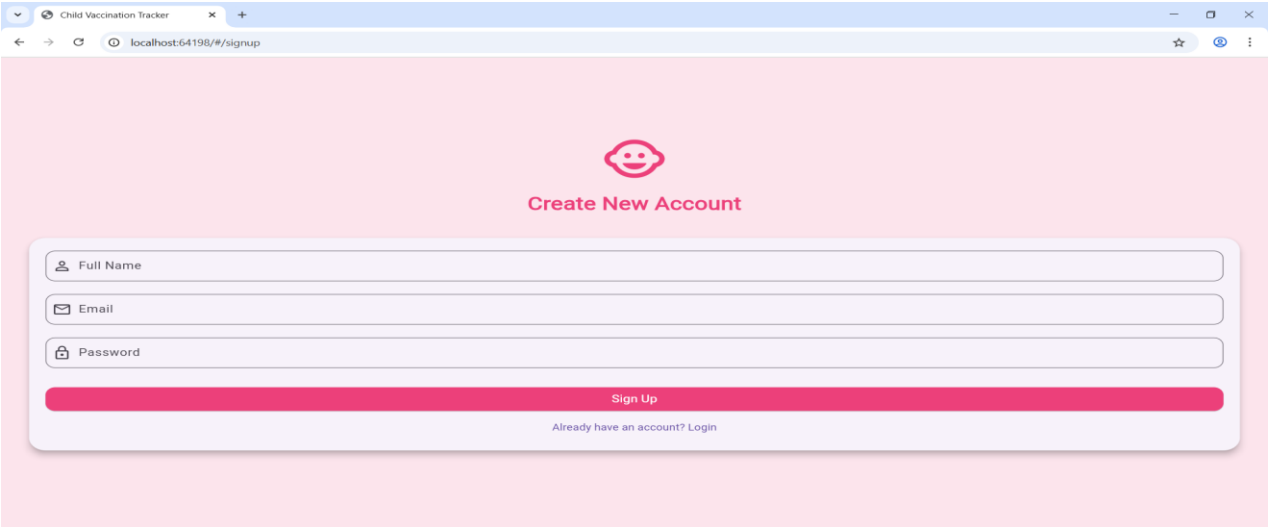 Child Vaccination Tracker
localhost:64198/#/signup
Create New Account
Full Name
Email
Password
Sign Up
Already have an account? Login